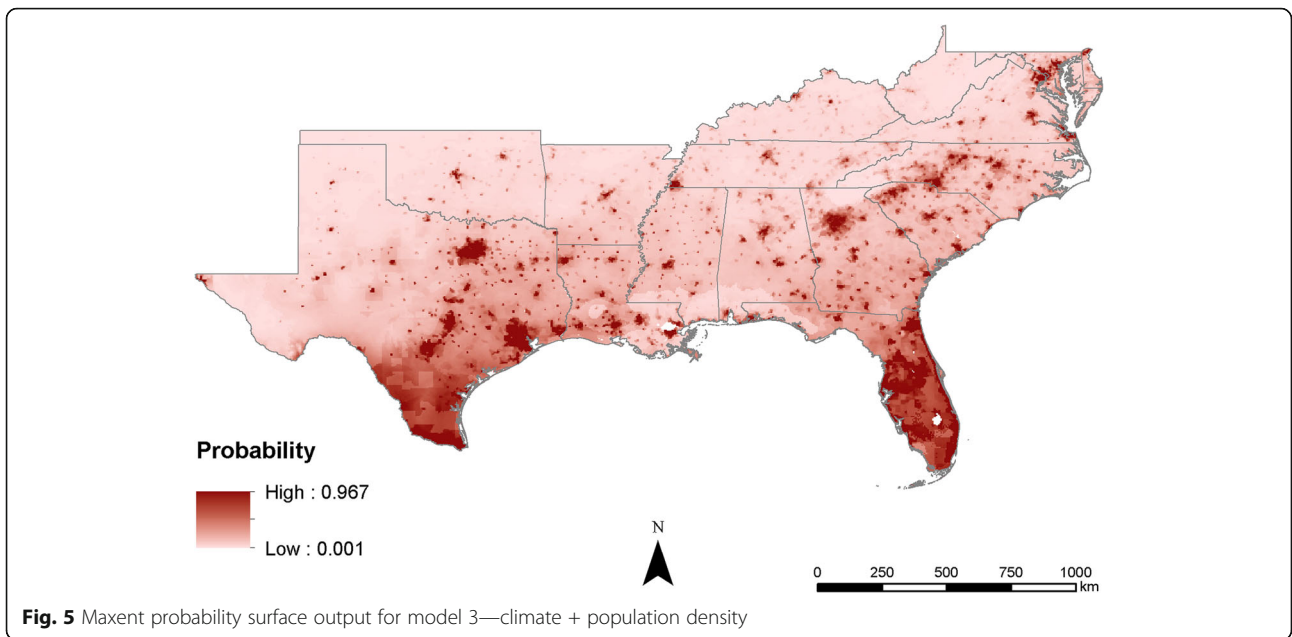 Probability
High : 0.967
Low : 0.001
N
0 250 500 750 1000
km
Fig. 5 Maxent probability surface output for model 3—climate + population density